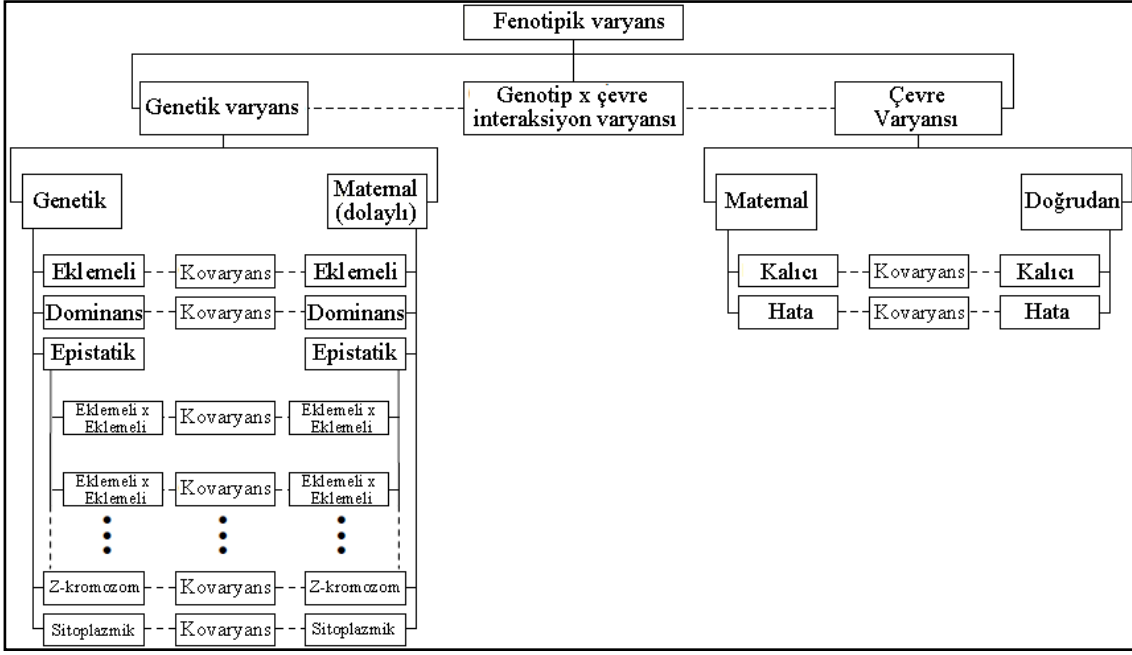 Fenotipik varyans
Genetik varyans
Genotip x çevre
interaksiyon varyansı
Çevre
Varyansı
Genetik
Maternal
(dolaylı)
Maternal
Doğrudan
Eklemeli
Kovaryans
Eklemeli
Kalıcı
Kovaryans
Kalıcı
Dominans
Kovaryans
Dominans
Hata
Kovaryans
Hata
Epistatik
Epistatik
Eklemeli x
Eklemeli
Kovaryans
Eklemeli x
Eklemeli
Eklemeli x
Eklemeli
Kovaryans
Eklemeli x
Eklemeli
Z-kromozom
Kovaryans
Z-kromozom
Sitoplazmik
Kovaryans
Sitoplazmik